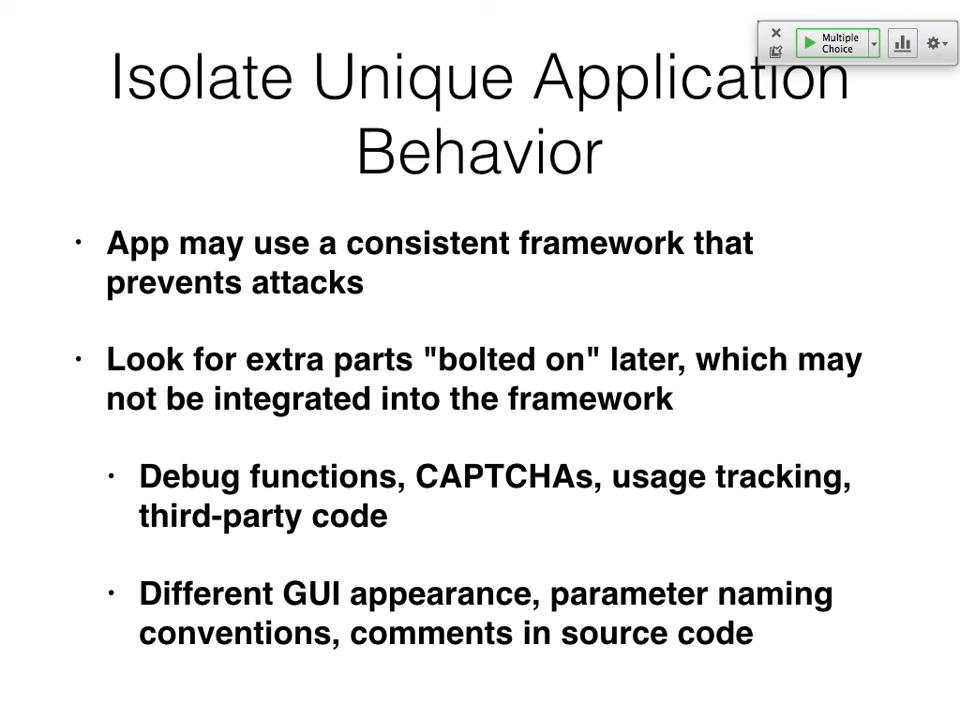 Multiple
Choice
Isolate Unique Application
Behavior
• App may use a consistent framework that
prevents attacks
• Look for extra parts "bolted on" later, which may
not be integrated into the framework
• Debug functions, CAPTCHAs, usage tracking,
third-party code
• Different GUI appearance, parameter naming
conventions, comments in source code